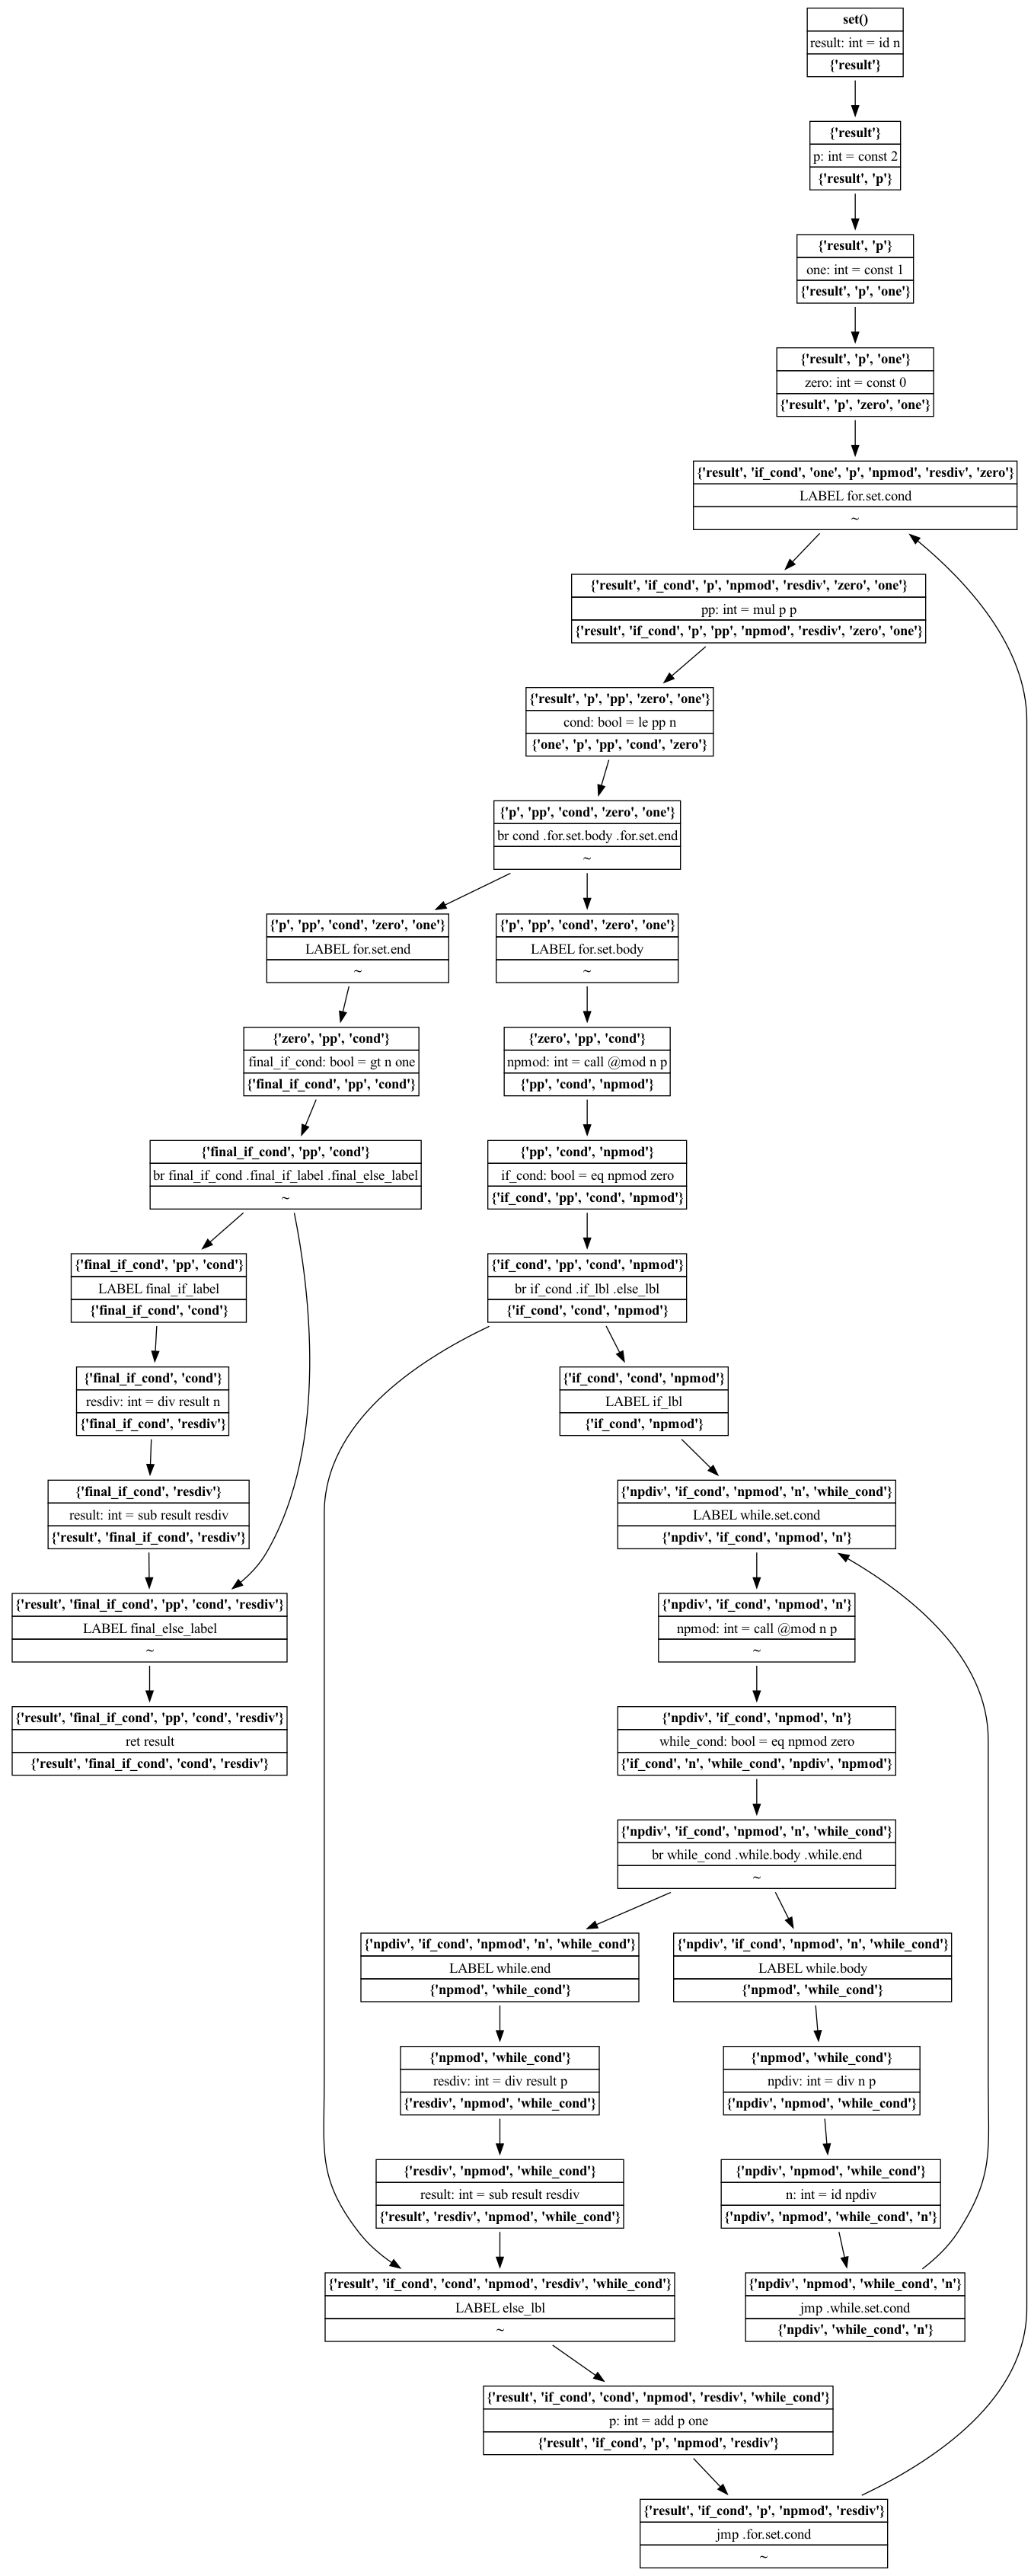 set()
result: int = id n
{'result'}
{'result'}
p: int = const 2
{'result', 'p'}
{'result', 'p'}
one: int = const 1
{'result', 'p', 'one'}
{'result', 'p', 'one'}
zero: int = const 0
{'result', 'p', 'zero', 'one'}
{'result', 'if_cond', 'one', 'p', 'npmod', 'resdiv', 'zero'}
LABEL for.set.cond
~
{'result', 'if_cond', 'p', 'npmod', 'resdiv', 'zero', 'one'}
pp: int = mul p p
{'result', 'if_cond', 'p', 'pp', 'npmod', 'resdiv', 'zero', 'one'}
{'result', 'p', 'pp', 'zero', 'one'}
cond: bool = le pp n
{'one', 'p', 'pp', 'cond', 'zero'}
{'p', 'pp', 'cond', 'zero', 'one'}
br cond .for.set.body .for.set.end
~
{'p', 'pp', 'cond', 'zero', 'one'}
LABEL for.set.end
~
{'p', 'pp', 'cond', 'zero', 'one'}
LABEL for.set.body
~
{'zero', 'pp', 'cond'}
final_if_cond: bool = gt n one
{'final_if_cond', 'pp', 'cond'}
{'zero', 'pp', 'cond'}
npmod: int = call @mod n p
{'pp', 'cond', 'npmod'}
{'final_if_cond', 'pp', 'cond'}
br final_if_cond .final_if_label .final_else_label
~
{'pp', 'cond', 'npmod'}
if_cond: bool = eq npmod zero
{'if_cond', 'pp', 'cond', 'npmod'}
{'final_if_cond', 'pp', 'cond'}
LABEL final_if_label
{'final_if_cond', 'cond'}
{'if_cond', 'pp', 'cond', 'npmod'}
br if_cond .if_lbl .else_lbl
{'if_cond', 'cond', 'npmod'}
{'final_if_cond', 'cond'}
resdiv: int = div result n
{'final_if_cond', 'resdiv'}
{'if_cond', 'cond', 'npmod'}
LABEL if_lbl
{'if_cond', 'npmod'}
{'final_if_cond', 'resdiv'}
result: int = sub result resdiv
{'result', 'final_if_cond', 'resdiv'}
{'npdiv', 'if_cond', 'npmod', 'n', 'while_cond'}
LABEL while.set.cond
{'npdiv', 'if_cond', 'npmod', 'n'}
{'result', 'final_if_cond', 'pp', 'cond', 'resdiv'}
LABEL final_else_label
~
{'npdiv', 'if_cond', 'npmod', 'n'}
npmod: int = call @mod n p
~
{'result', 'final_if_cond', 'pp', 'cond', 'resdiv'}
ret result
{'result', 'final_if_cond', 'cond', 'resdiv'}
{'npdiv', 'if_cond', 'npmod', 'n'}
while_cond: bool = eq npmod zero
{'if_cond', 'n', 'while_cond', 'npdiv', 'npmod'}
{'npdiv', 'if_cond', 'npmod', 'n', 'while_cond'}
br while_cond .while.body .while.end
~
{'npdiv', 'if_cond', 'npmod', 'n', 'while_cond'}
LABEL while.end
{'npmod', 'while_cond'}
{'npdiv', 'if_cond', 'npmod', 'n', 'while_cond'}
LABEL while.body
{'npmod', 'while_cond'}
{'npmod', 'while_cond'}
resdiv: int = div result p
{'resdiv', 'npmod', 'while_cond'}
{'npmod', 'while_cond'}
npdiv: int = div n p
{'npdiv', 'npmod', 'while_cond'}
{'resdiv', 'npmod', 'while_cond'}
result: int = sub result resdiv
{'result', 'resdiv', 'npmod', 'while_cond'}
{'npdiv', 'npmod', 'while_cond'}
n: int = id npdiv
{'npdiv', 'npmod', 'while_cond', 'n'}
{'result', 'if_cond', 'cond', 'npmod', 'resdiv', 'while_cond'}
LABEL else_lbl
~
{'npdiv', 'npmod', 'while_cond', 'n'}
jmp .while.set.cond
{'npdiv', 'while_cond', 'n'}
{'result', 'if_cond', 'cond', 'npmod', 'resdiv', 'while_cond'}
p: int = add p one
{'result', 'if_cond', 'p', 'npmod', 'resdiv'}
{'result', 'if_cond', 'p', 'npmod', 'resdiv'}
jmp .for.set.cond
~